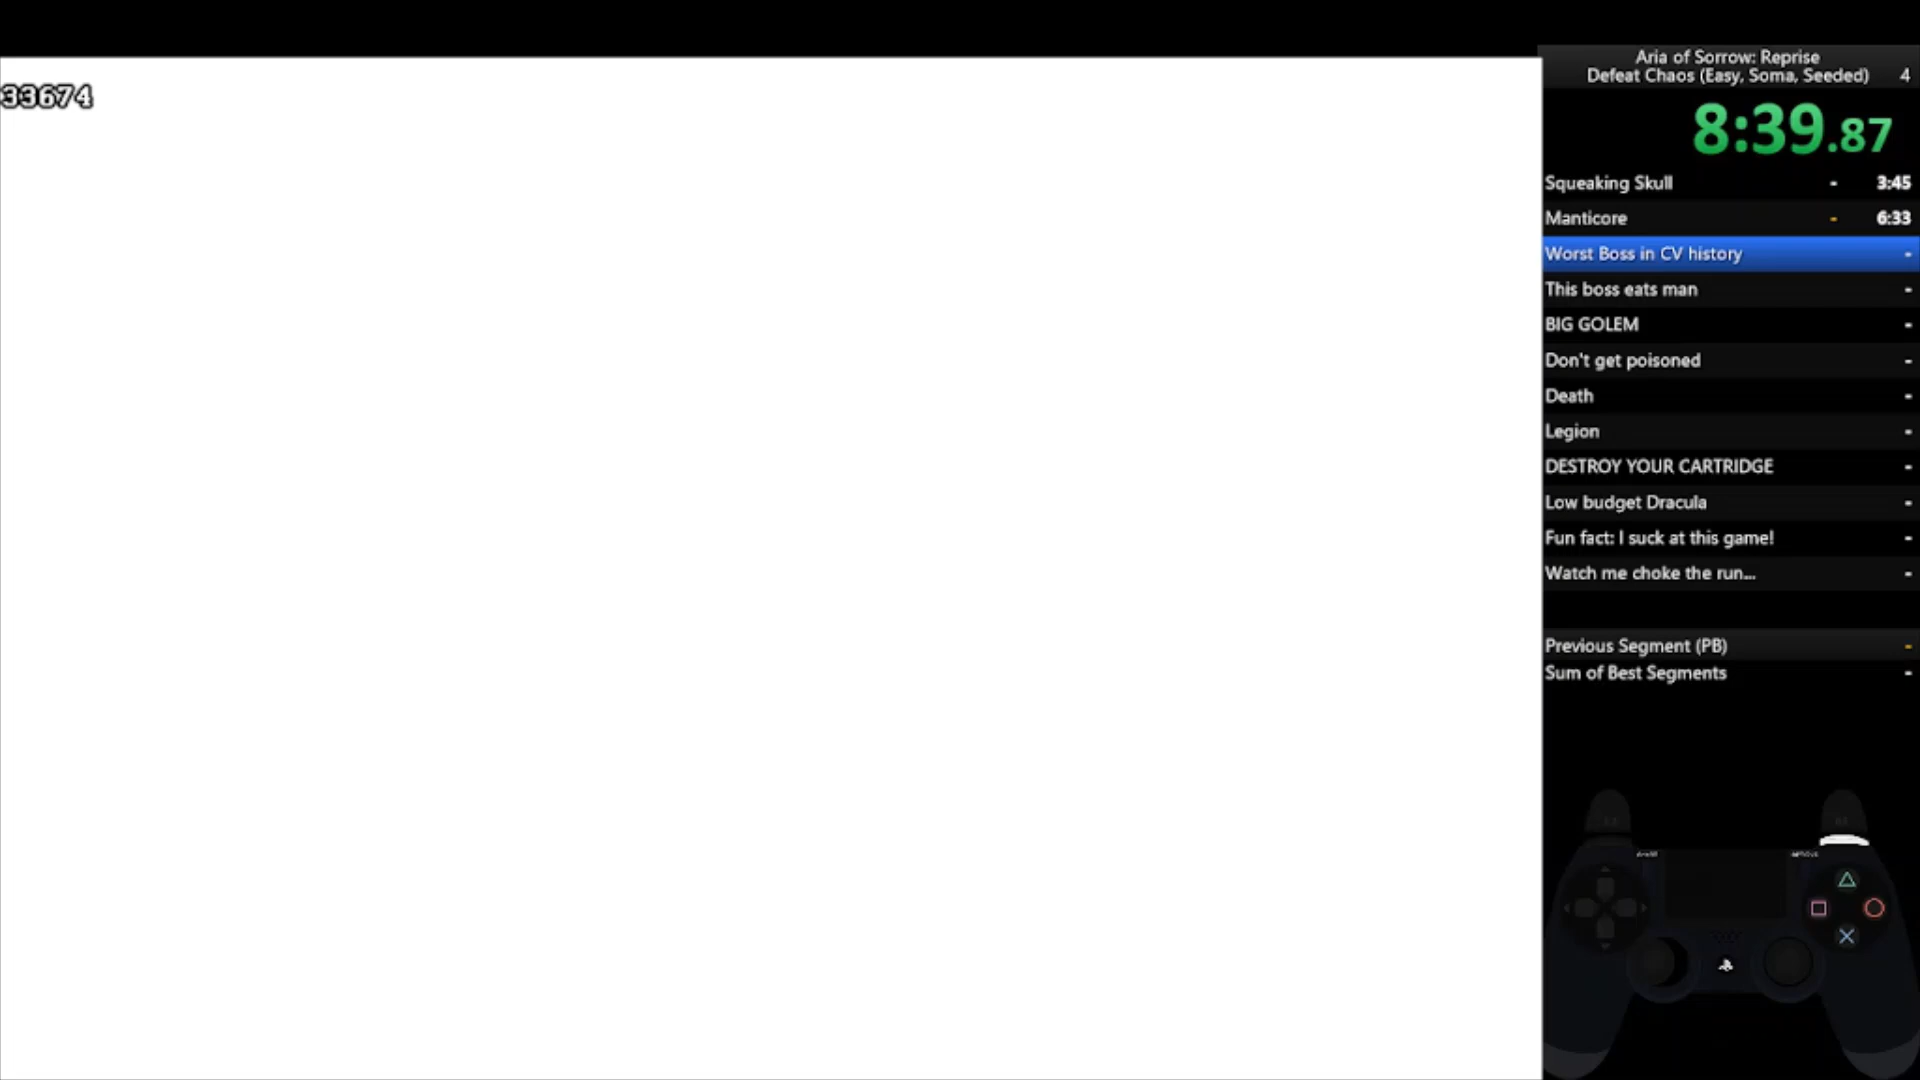 33674
Aria of Sorrow: Reprise
Defeat Chaos (Easy, Soma, Seeded) 4
8:39.87
Squeaking Skull - 3:45
Manticore - 6:33
Worst Boss in CV history -
This boss eats man -
BIG GOLEM -
Don't get poisoned -
Death -
Legion -
DESTROY YOUR CARTRIDGE -
Low budget Dracula -
Fun fact: I suck at this game! -
Watch me choke the run... -
Previous Segment (PB) -
Sum of Best Segments -